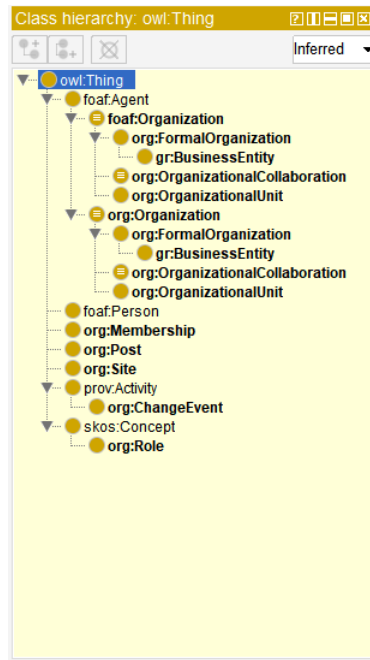 Class hierarchy: owl:Thing
Inferred
owl:Thing
foaf:Agent
foaf:Organization
org:FormalOrganization
gr:BusinessEntity
org:OrganizationalCollaboration
org:OrganizationalUnit
org:Organization
org:FormalOrganization
gr:BusinessEntity
org:OrganizationalCollaboration
org:OrganizationalUnit
foaf:Person
org:Membership
org:Post
org:Site
prov:Activity
org:ChangeEvent
skos:Concept
org:Role